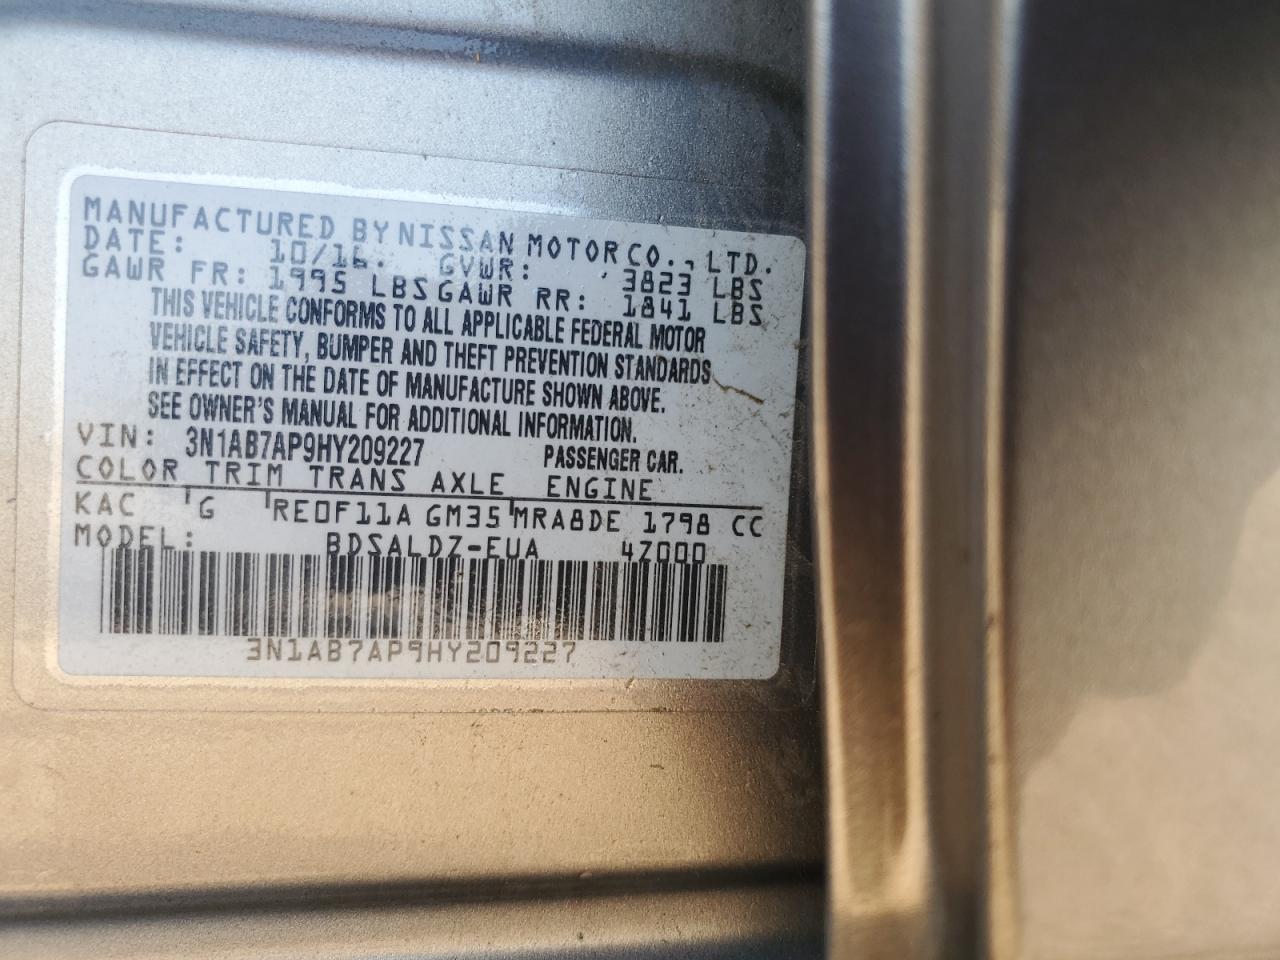 MANUFACTURED BY NISSAN MOTOR CO., LTD.
DATE: 10/16. GVWR: 3823 LBS
GAWR FR: 1995 LBS GAWR RR: 1841 LBS
THIS VEHICLE CONFORMS TO ALL APPLICABLE FEDERAL MOTOR
VEHICLE SAFETY, BUMPER AND THEFT PREVENTION STANDARDS
IN EFFECT ON THE DATE OF MANUFACTURE SHOWN ABOVE.
SEE OWNER'S MANUAL FOR ADDITIONAL INFORMATION.
VIN: 3N1AB7AP9HY209227 PASSENGER CAR.
COLOR TRIM TRANS AXLE ENGINE
KAC G RE0F11A GM35 MRA8DE 1798 CC
MODEL: BDSALDZ-EUA 4Z000
3N1AB7AP9HY209227